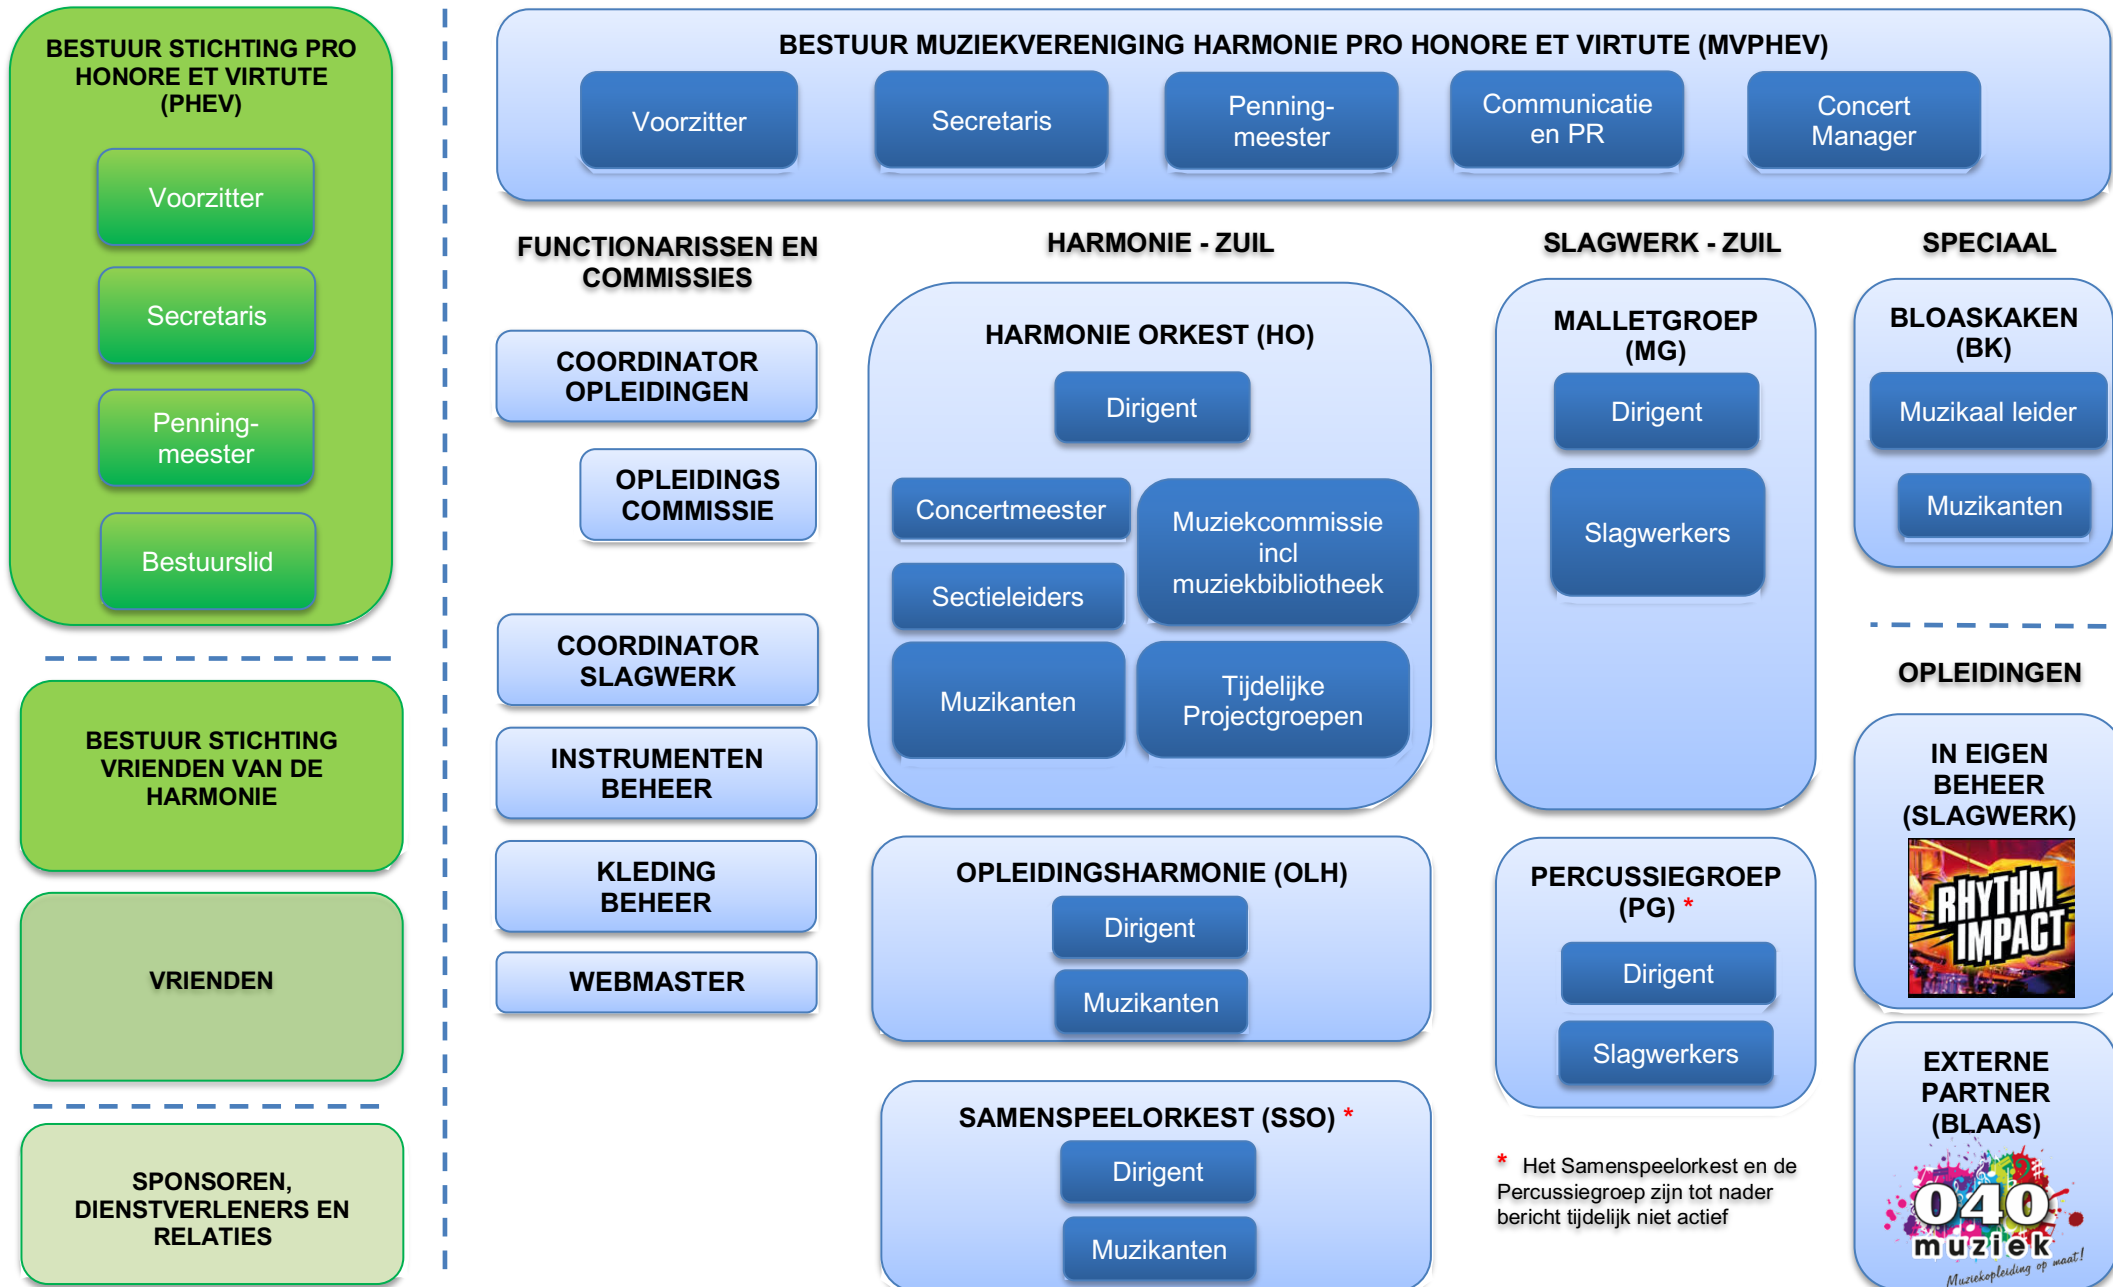 BESTUUR STICHTING PRO
HONORE ET VIRTUTE
(PHEV)
Voorzitter
Secretaris
Penning-
meester
Bestuurslid
BESTUUR STICHTING
VRIENDEN VAN DE
HARMONIE
VRIENDEN
SPONSOREN,
DIENSTVERLENERS EN
RELATIES
BESTUUR MUZIEKVERENIGING HARMONIE PRO HONORE ET VIRTUTE (MVPHEV)
Voorzitter
Secretaris
Penning-
meester
Communicatie
en PR
Concert
Manager
FUNCTIONARISSEN EN
COMMISSIES
COORDINATOR
OPLEIDINGEN
OPLEIDINGS
COMMISSIE
COORDINATOR
SLAGWERK
INSTRUMENTEN
BEHEER
KLEDING
BEHEER
WEBMASTER
HARMONIE - ZUIL
HARMONIE ORKEST (HO)
Dirigent
Concertmeester
Muziekcommissie
incl
muziekbibliotheek
Sectieleiders
Muzikanten
Tijdelijke
Projectgroepen
OPLEIDINGSHARMONIE (OLH)
Dirigent
Muzikanten
SAMENSPEELORKEST (SSO) *
Dirigent
Muzikanten
SLAGWERK - ZUIL
MALLETGROEP
(MG)
Dirigent
Slagwerkers
PERCUSSIEGROEP
(PG) *
Dirigent
Slagwerkers
* Het Samenspeelorkest en de
Percussiegroep zijn tot nader
bericht tijdelijk niet actief
SPECIAAL
BLOASKAKEN
(BK)
Muzikaal leider
Muzikanten
OPLEIDINGEN
IN EIGEN
BEHEER
(SLAGWERK)
RHYTHM
IMPACT
EXTERNE
PARTNER
(BLAAS)
040
muziek
Muziekopleiding op maat!